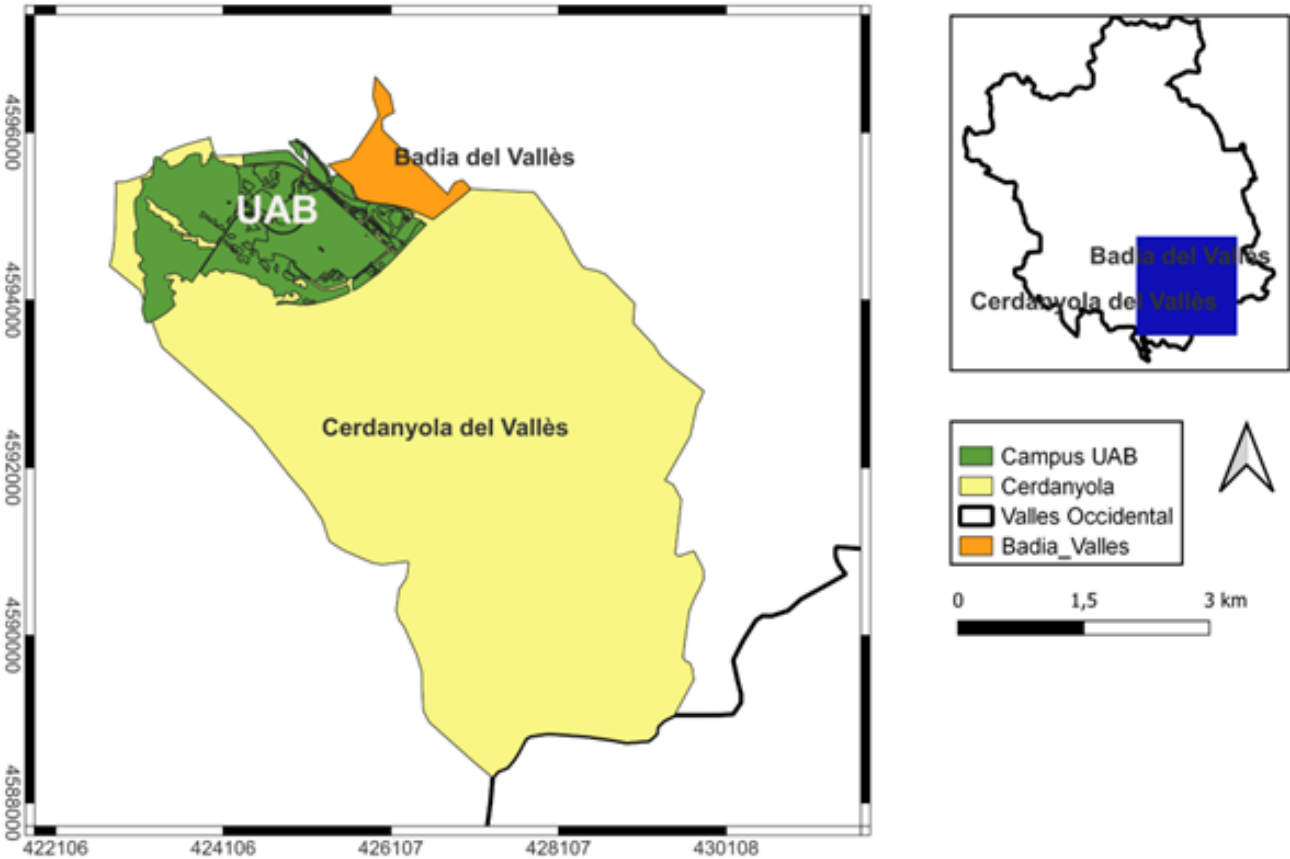 4596000
4594000
4592000
4590000
4588000
422106
424106
426107
428107
430108
Badia del Vallès
UAB
Cerdanyola del Vallès
Badia del Vallès
Cerdanyola del Vallès
Campus UAB
Cerdanyola
Valles Occidental
Badia_Valles
0 1,5 3 km